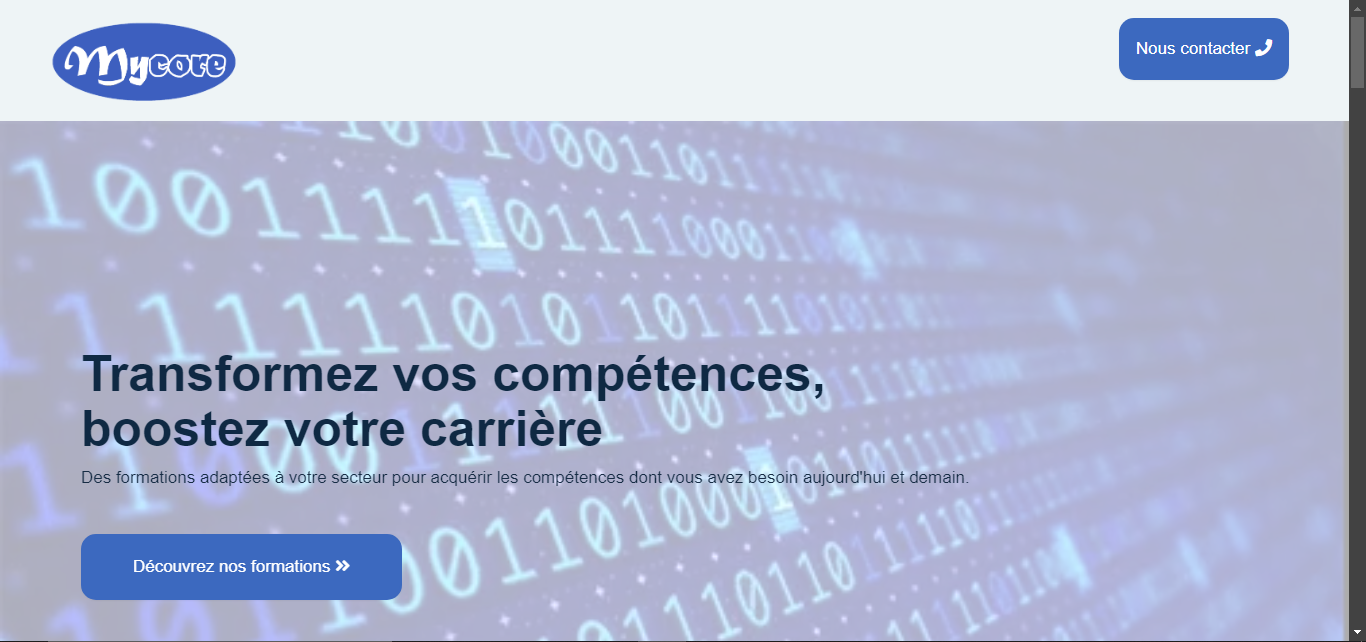 Mycore
Nous contacter
Transformez vos compétences,
boostez votre carrière
Des formations adaptées à votre secteur pour acquérir les compétences dont vous avez besoin aujourd'hui et demain.
Découvrez nos formations »